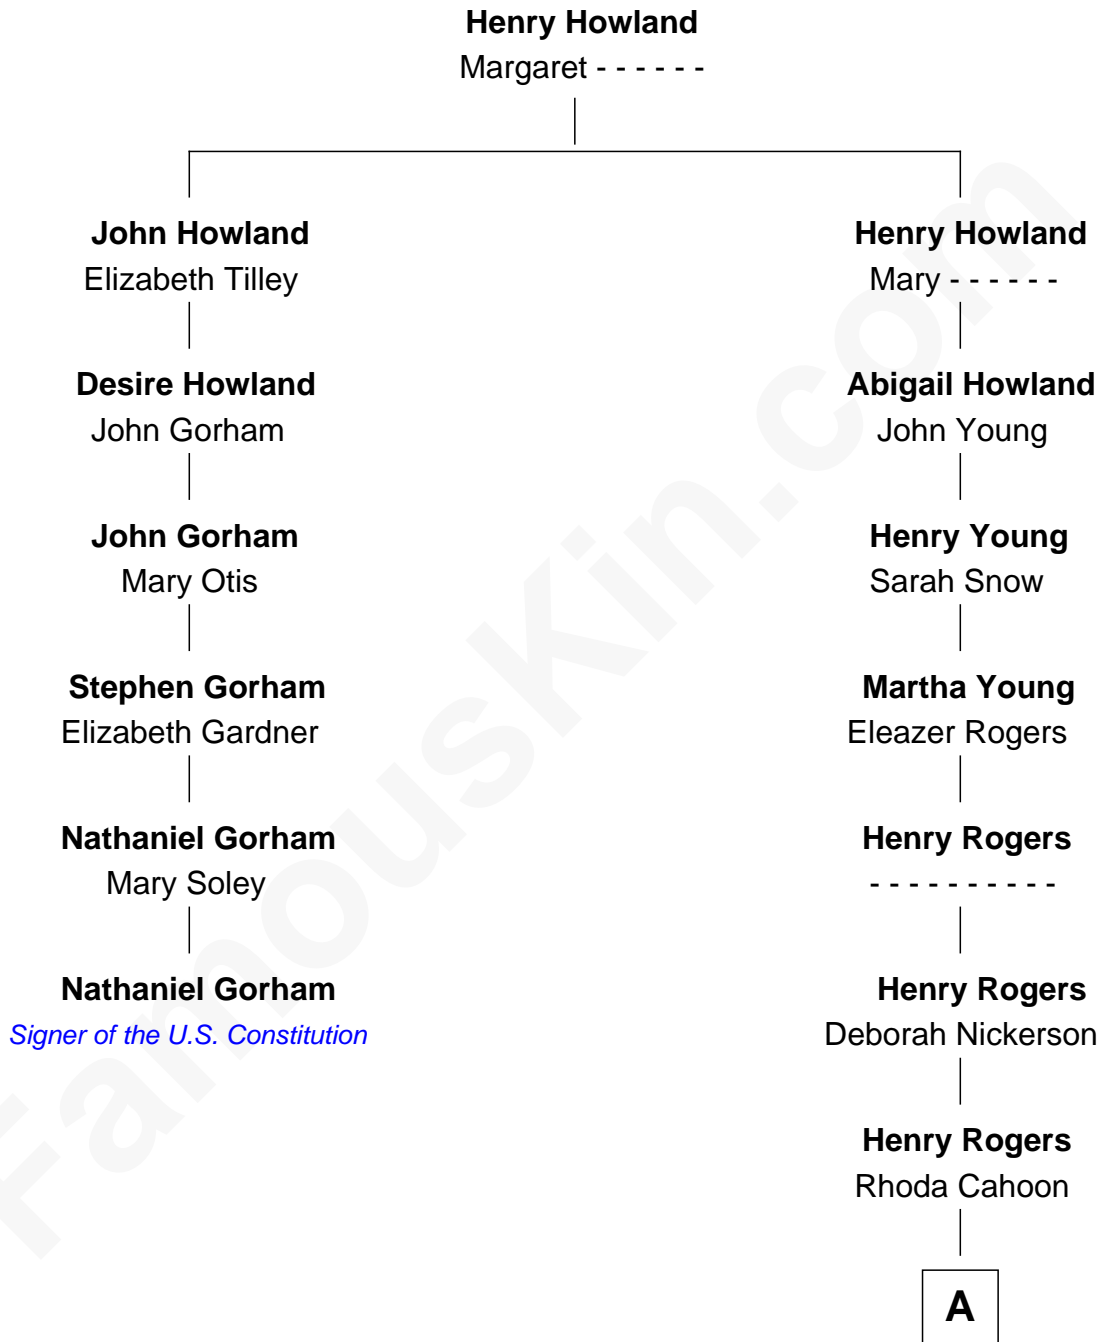 Henry Howland
Margaret - - - - - -
John Howland
Elizabeth Tilley
Desire Howland
John Gorham
John Gorham
Mary Otis
Stephen Gorham
Elizabeth Gardner
Nathaniel Gorham
Mary Soley
Nathaniel Gorham
Signer of the U.S. Constitution
Henry Howland
Mary - - - - - -
Abigail Howland
John Young
Henry Young
Sarah Snow
Martha Young
Eleazer Rogers
Henry Rogers
- - - - - - - - - -
Henry Rogers
Deborah Nickerson
Henry Rogers
Rhoda Cahoon
A
FamousKin.com